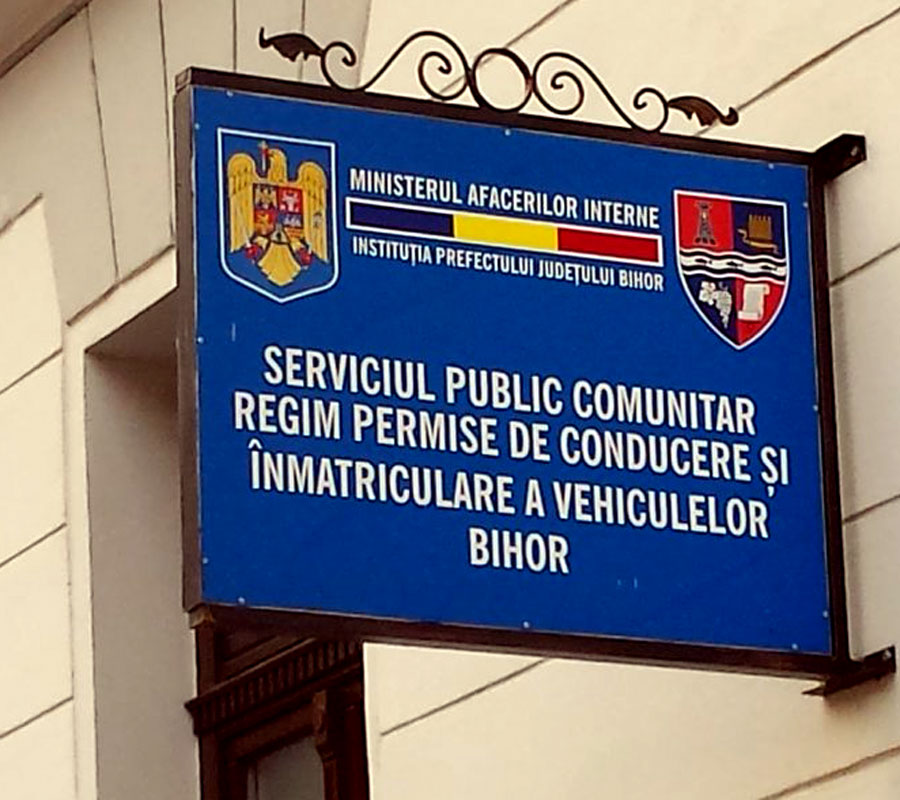 MINISTERUL AFACERILOR INTERNE
INSTITUȚIA PREFECTULUI JUDEȚULUI BIHOR
SERVICIUL PUBLIC COMUNITAR
REGIM PERMISE DE CONDUCERE ȘI
ÎNMATRICULARE A VEHICULELOR
BIHOR